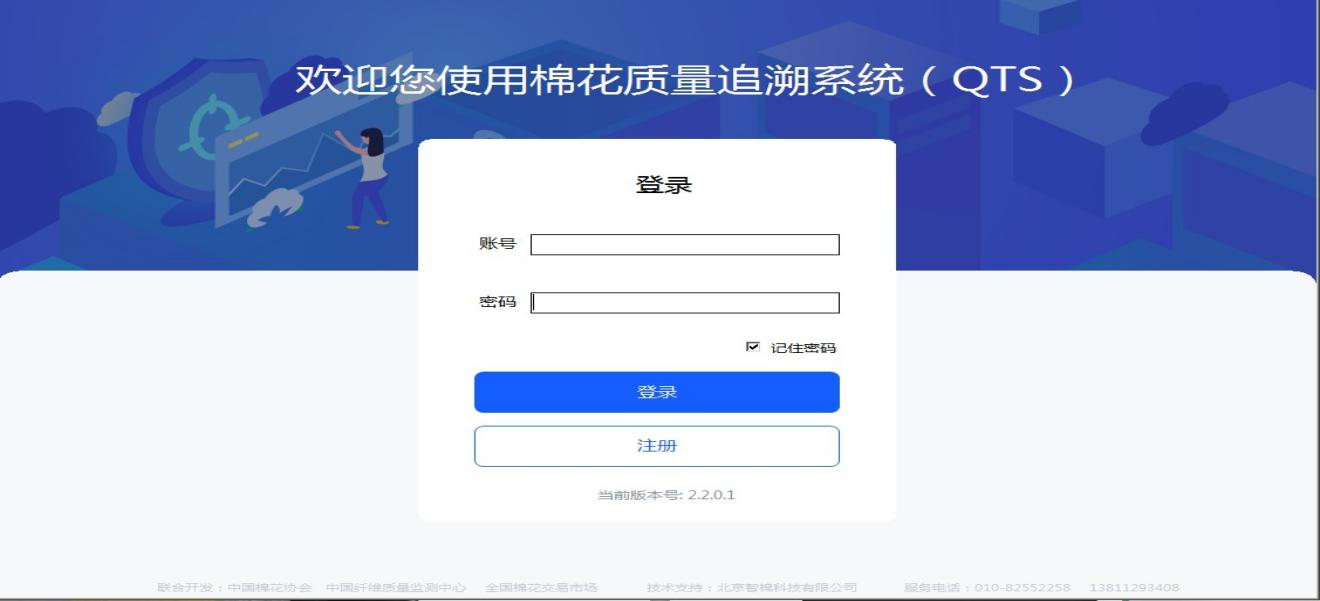 欢迎您使用棉花质量追溯系统（QTS）
登录
账号
密码
记住密码
登录
注册
当前版本号: 2.2.0.1
联合开发：中国棉花协会 中国纤维质量监测中心 全国棉花交易市场 技术支持：北京智棉科技有限公司 服务电话：010-82552258 13811293408